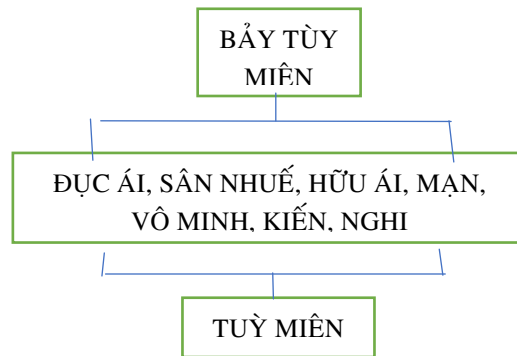 BẢY TÙY
MIÊN
ĐỤC ÁI, SÂN NHUẾ, HỮU ÁI, MẠN,
VÔ MINH, KIẾN, NGHI
TUỲ MIÊN